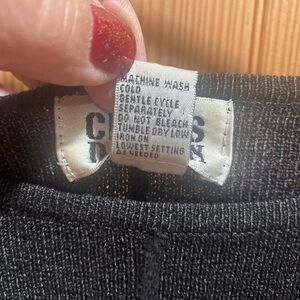 MACHINE WASH
COLD
GENTLE CYCLE
SEPARATELY
DO NOT BLEACH
TUMBLE DRY LOW
IRON ON
LOWEST SETTING
AS NEEDED